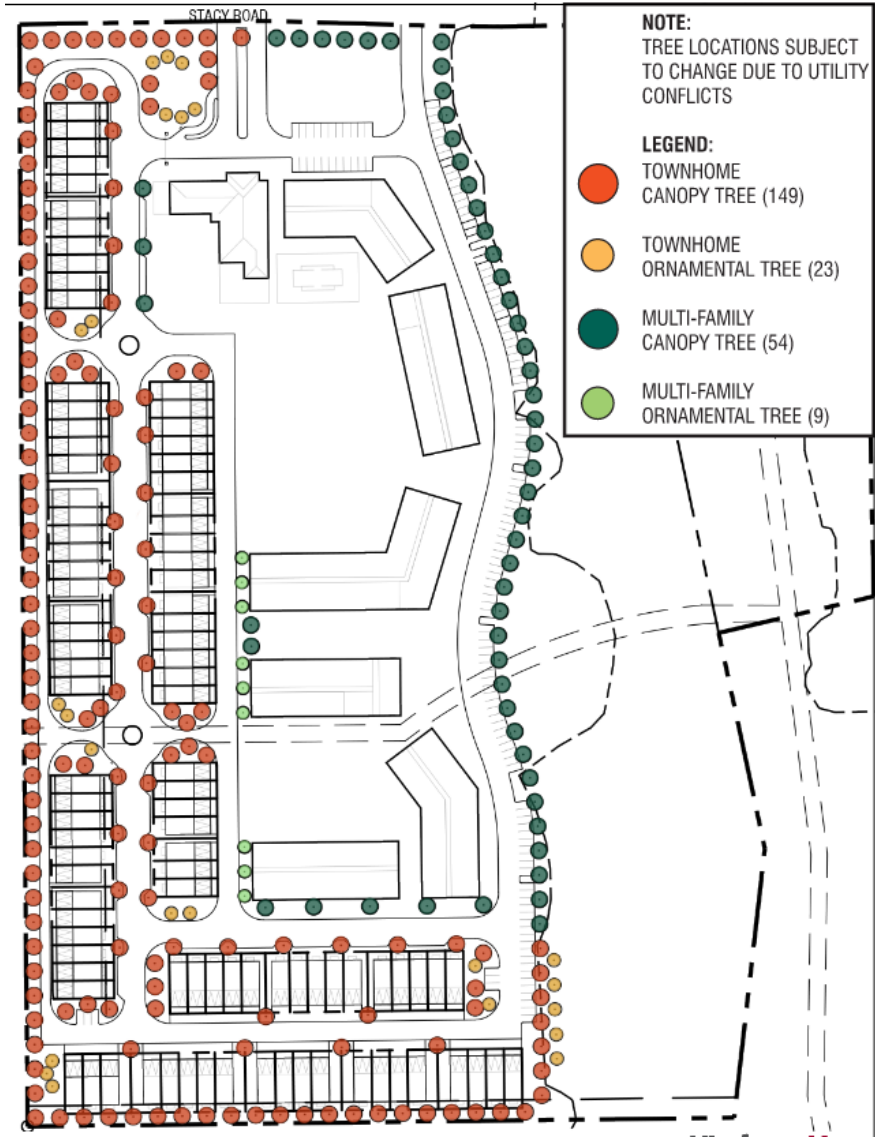 STACY ROAD
NOTE:
TREE LOCATIONS SUBJECT
TO CHANGE DUE TO UTILITY
CONFLICTS
LEGEND:
TOWNHOME
CANOPY TREE (149)
TOWNHOME
ORNAMENTAL TREE (23)
MULTI-FAMILY
CANOPY TREE (54)
MULTI-FAMILY
ORNAMENTAL TREE (9)